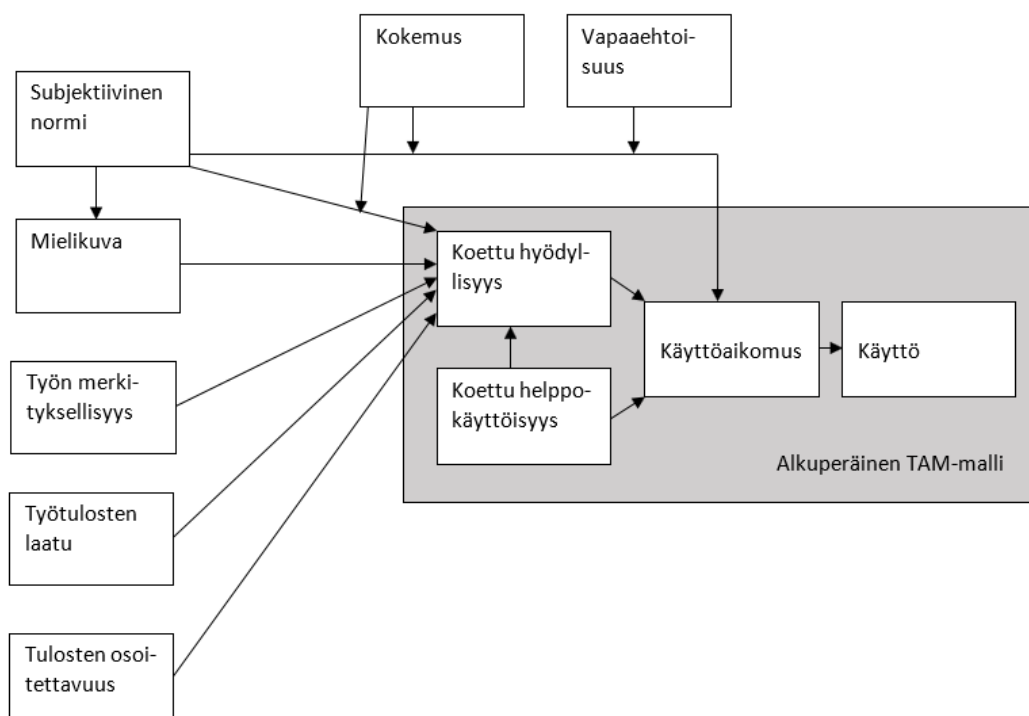 Kokemus
Vapaaehtoi-
suus
Subjektiivinen
normi
Mielikuva
Koettu hyödyl-
lisyys
Käyttöaikomus
Käyttö
Työn merki-
tyksellisyys
Koettu helppo-
käyttöisyys
Alkuperäinen TAM-malli
Työtulosten
laatu
Tulosten osoi-
tettavuus